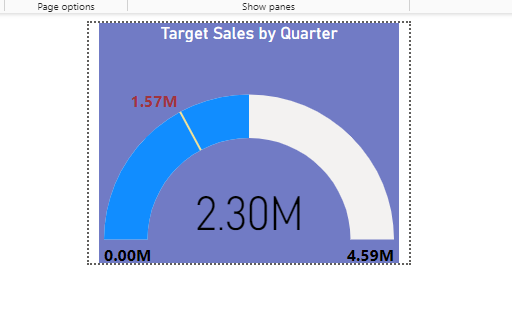 Page options
Show panes
Target Sales by Quarter
1.57M
2.30M
0.00M
4.59M